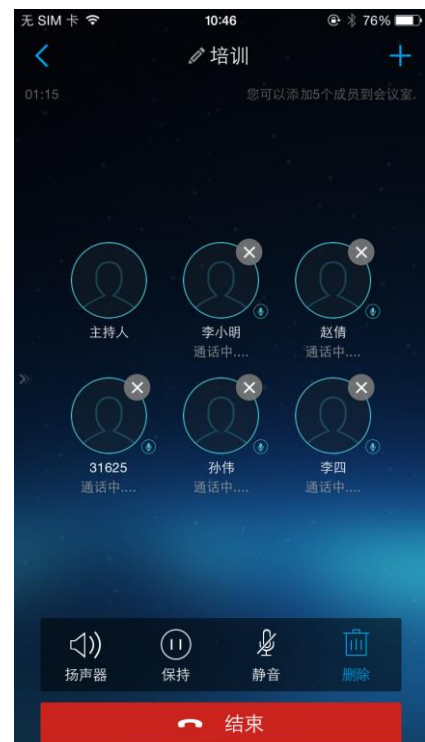 无 SIM 卡 10:46 76%
培训
01:15 您可以添加5个成员到会议室.
主持人 李小明 赵倩
通话中.... 通话中....
31625 孙伟 李四
通话中.... 通话中.... 通话中....
扬声器 保持 静音 删除
结束